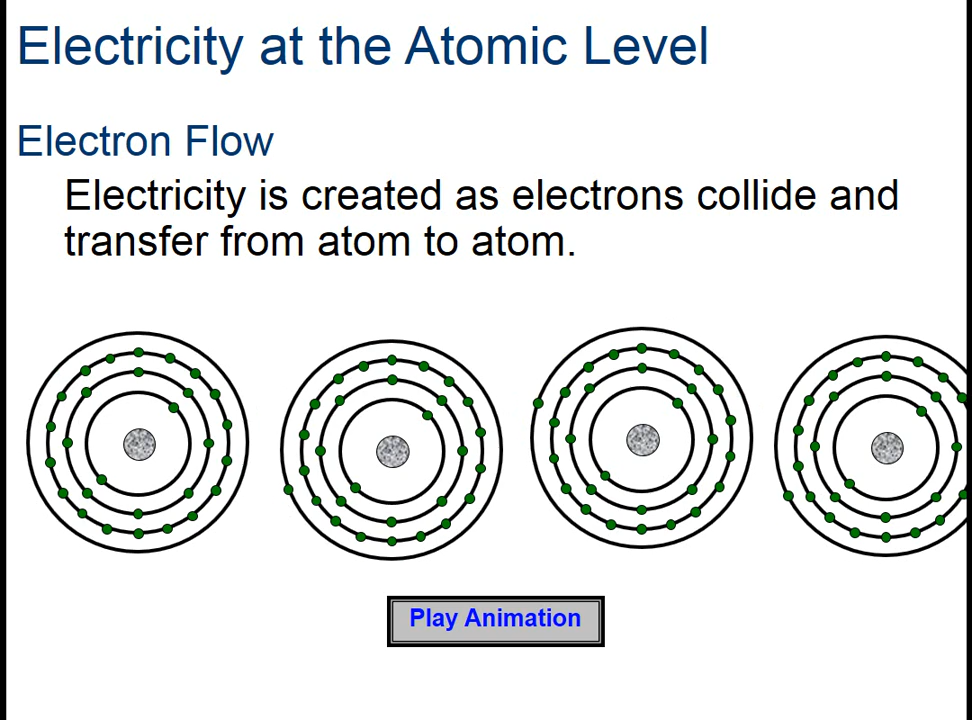 Electricity at the Atomic Level
Electron Flow
Electricity is created as electrons collide and
transfer from atom to atom.
Play Animation